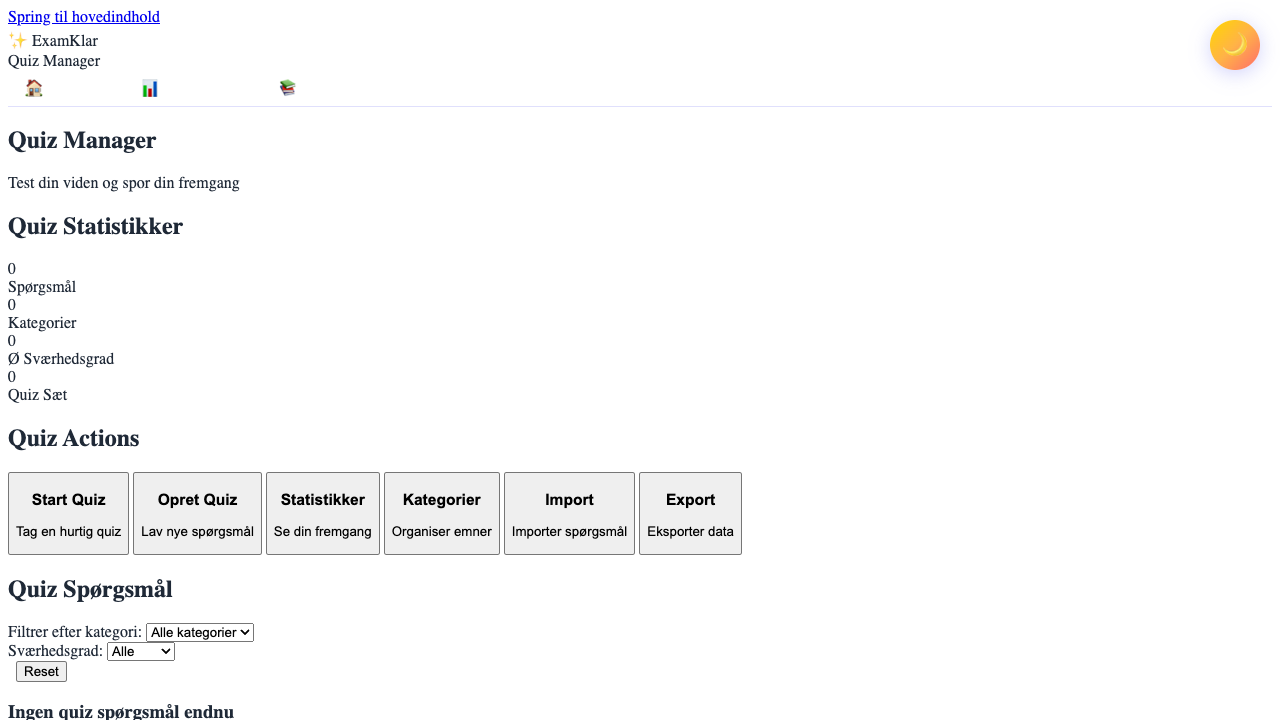 Spring til hovedindhold
✨ ExamKlar
Quiz Manager
Quiz Manager
Test din viden og spor din fremgang
Quiz Statistikker
0
Spørgsmål
0
Kategorier
0
Ø Sværhedsgrad
0
Quiz Sæt
Quiz Actions
Start Quiz
Tag en hurtig quiz
Opret Quiz
Lav nye spørgsmål
Statistikker
Se din fremgang
Kategorier
Organiser emner
Import
Importer spørgsmål
Export
Eksporter data
Quiz Spørgsmål
Filtrer efter kategori: Alle kategorier
Sværhedsgrad: Alle
Reset
Ingen quiz spørgsmål endnu